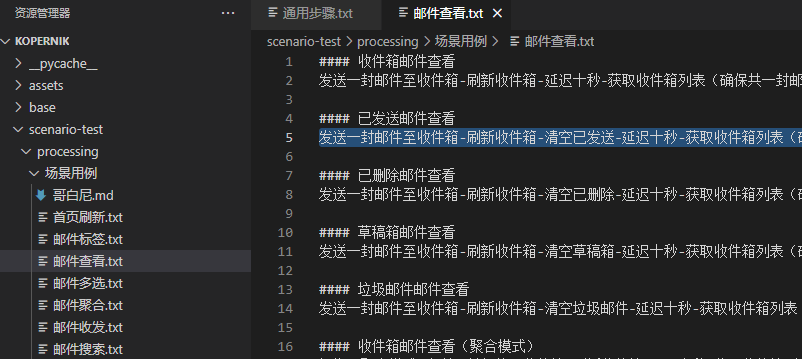 资源管理器 ···
通用步骤.txt 邮件查看.txt ×
KOPERNIK
scenario-test > processing > 场景用例 > 邮件查看.txt
__pycache__
assets
base
scenario-test
processing
场景用例
哥白尼.md
首页刷新.txt
邮件标签.txt
邮件查看.txt
邮件多选.txt
邮件聚合.txt
邮件收发.txt
邮件搜索.txt
1 #### 收件箱邮件查看
2 发送一封邮件至收件箱-刷新收件箱-延迟十秒-获取收件箱列表（确保共一封邮
3
4 #### 已发送邮件查看
5 发送一封邮件至收件箱-刷新收件箱-清空已发送-延迟十秒-获取收件箱列表（
6
7 #### 已删除邮件查看
8 发送一封邮件至收件箱-刷新收件箱-清空已删除-延迟十秒-获取收件箱列表（
9
10 #### 草稿箱邮件查看
11 发送一封邮件至收件箱-刷新收件箱-清空草稿箱-延迟十秒-获取收件箱列表（
12
13 #### 垃圾邮件邮件查看
14 发送一封邮件至收件箱-刷新收件箱-清空垃圾邮件-延迟十秒-获取收件箱列表
15
16 #### 收件箱邮件查看（聚合模式）